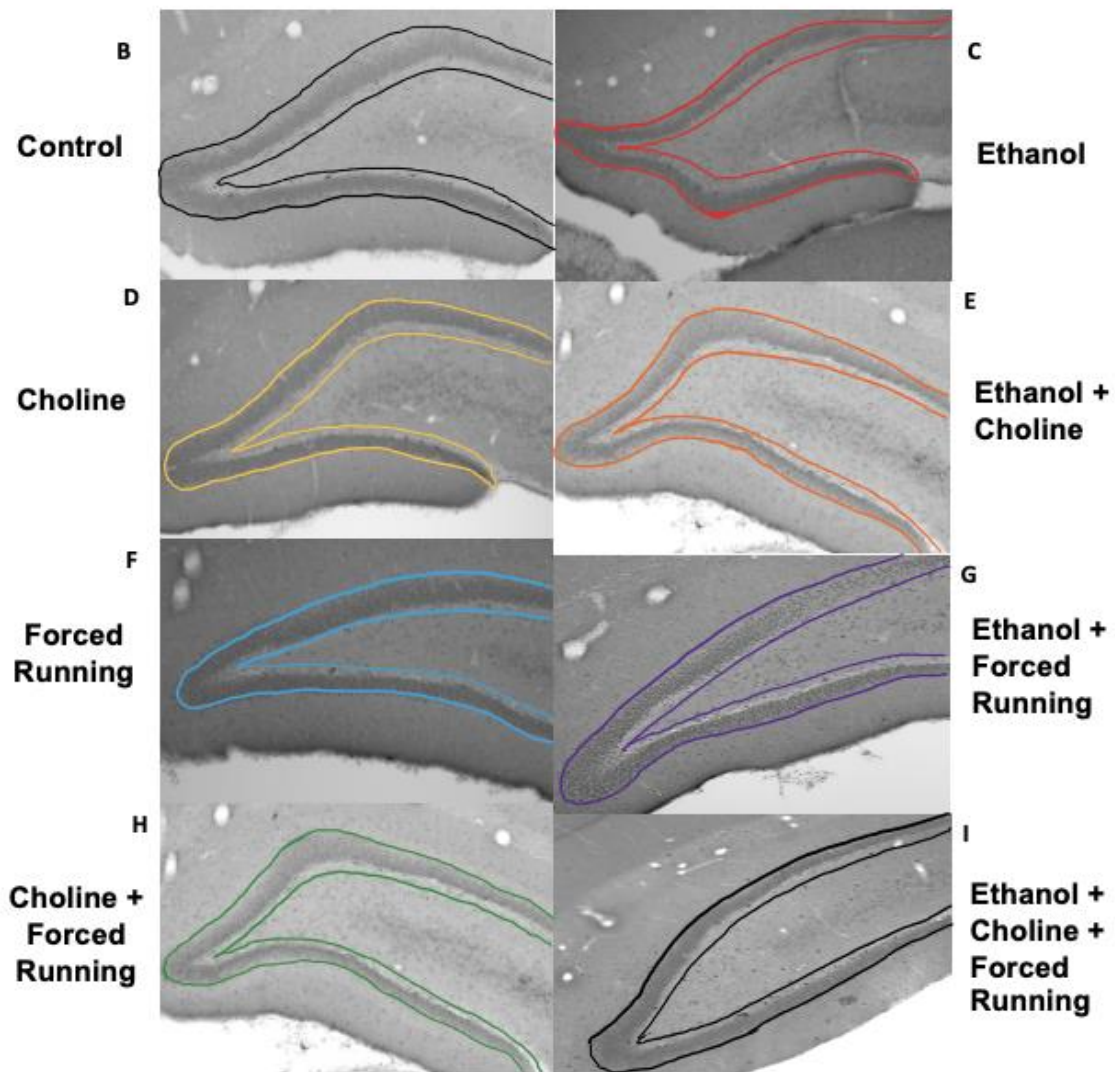 B
Control
C
Ethanol
D
Choline
E
Ethanol +
Choline
F
Forced
Running
G
Ethanol +
Forced
Running
H
Choline +
Forced
Running
I
Ethanol +
Choline +
Forced
Running